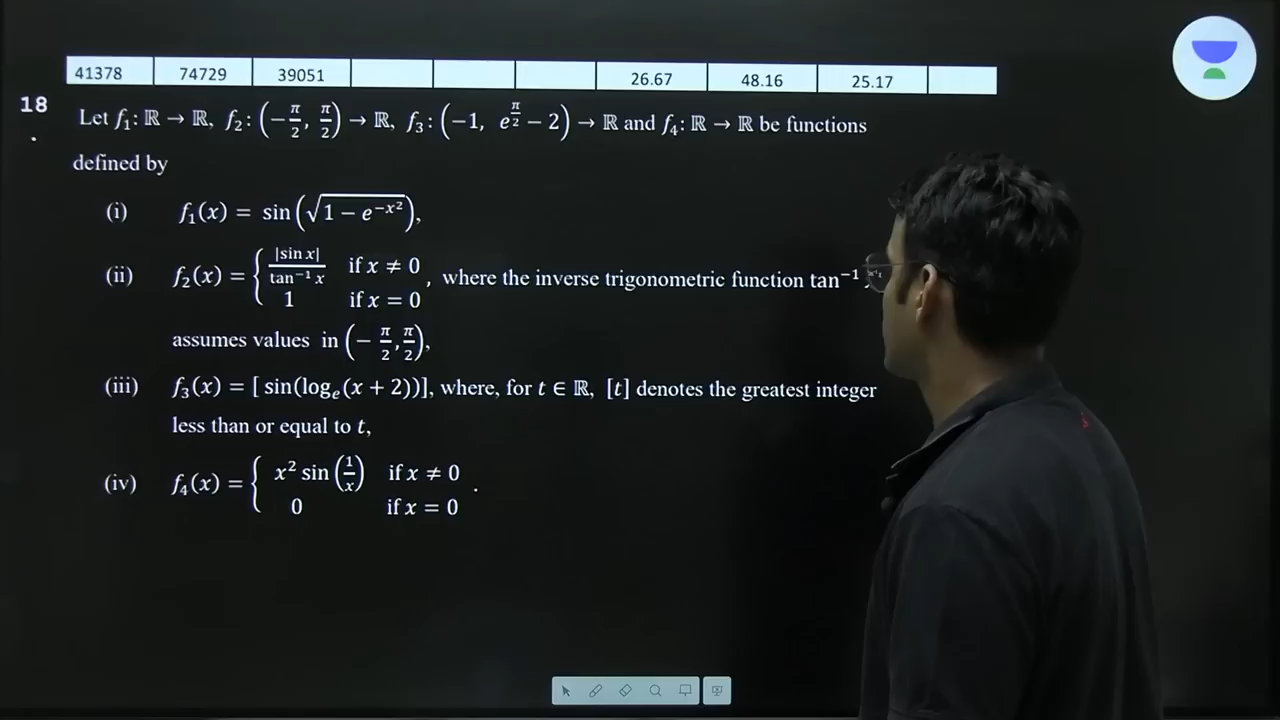 41378 74729 39051 26.67 48.16 25.17
18 Let f₁: ℝ → ℝ, f₂: (−π/2, π/2) → ℝ, f₃: (−1, e^(π/2) − 2) → ℝ and f₄: ℝ → ℝ be functions
.
defined by
(i) f₁(x) = sin(√(1 − e^(−x²))),
(ii) f₂(x) = { |sin x| / tan⁻¹ x if x ≠ 0
1 if x = 0 , where the inverse trigonometric function tan⁻¹
assumes values in (− π/2, π/2),
(iii) f₃(x) = [ sin(logₑ(x + 2))], where, for t ∈ ℝ, [t] denotes the greatest integer
less than or equal to t,
(iv) f₄(x) = { x² sin (1/x) if x ≠ 0
0 if x = 0 .